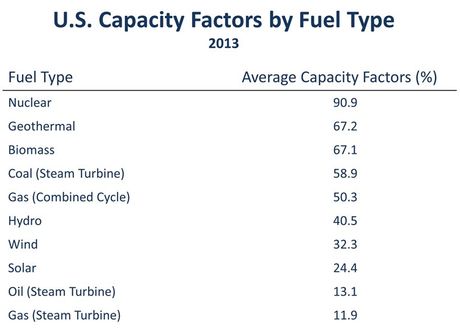 U.S. Capacity Factors by Fuel Type
2013
Fuel Type Average Capacity Factors (%)
Nuclear 90.9
Geothermal 67.2
Biomass 67.1
Coal (Steam Turbine) 58.9
Gas (Combined Cycle) 50.3
Hydro 40.5
Wind 32.3
Solar 24.4
Oil (Steam Turbine) 13.1
Gas (Steam Turbine) 11.9